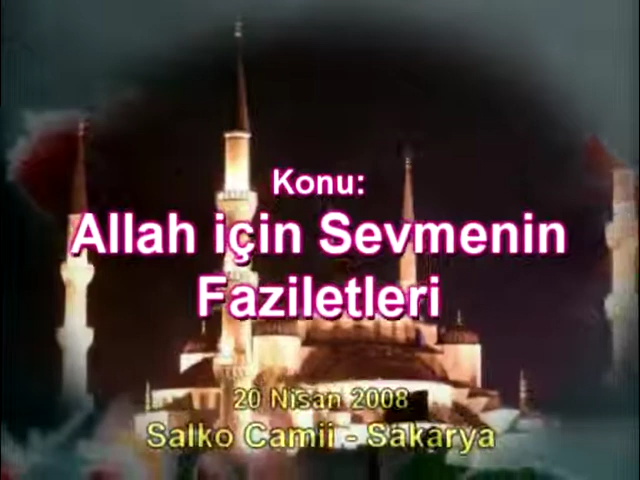 Konu:
Allah için Sevmenin
Faziletleri
20 Nisan 2008
Salko Camii - Sakarya